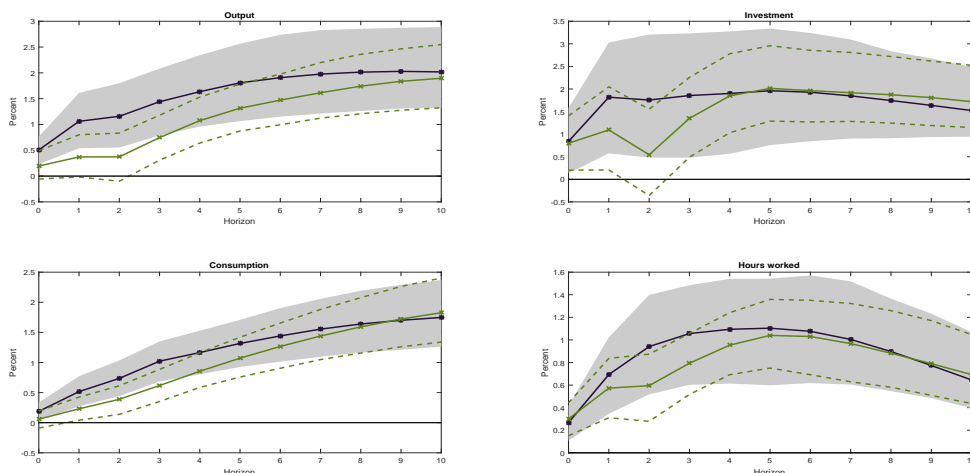 Output
3
2.5
2
1.5
1
0.5
0
-0.5
Percent
0 1 2 3 4 5 6 7 8 9 10
Horizon
Investment
3.5
3
2.5
2
1.5
1
0.5
0
-0.5
Percent
0 1 2 3 4 5 6 7 8 9
Horizon
Consumption
2.5
2
1.5
1
0.5
0
-0.5
Percent
0 1 2 3 4 5 6 7 8 9 10
Horizon
Hours worked
1.6
1.4
1.2
1
0.8
0.6
0.4
0.2
0
Percent
0 1 2 3 4 5 6 7 8 9
Horizon